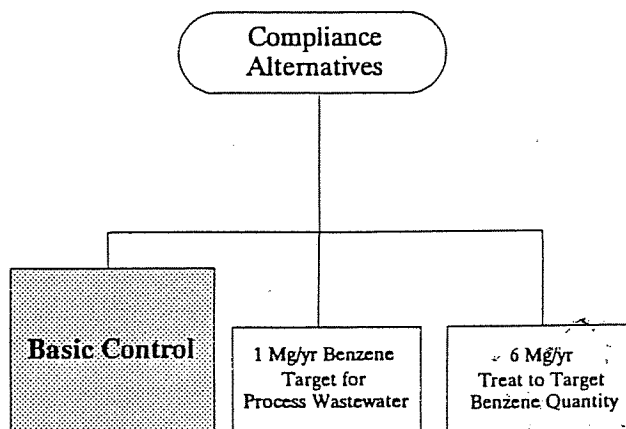 Compliance
Alternatives
Basic Control
1 Mg/yr Benzene
Target for
Process Wastewater
6 Mg/yr
Treat to Target
Benzene Quantity